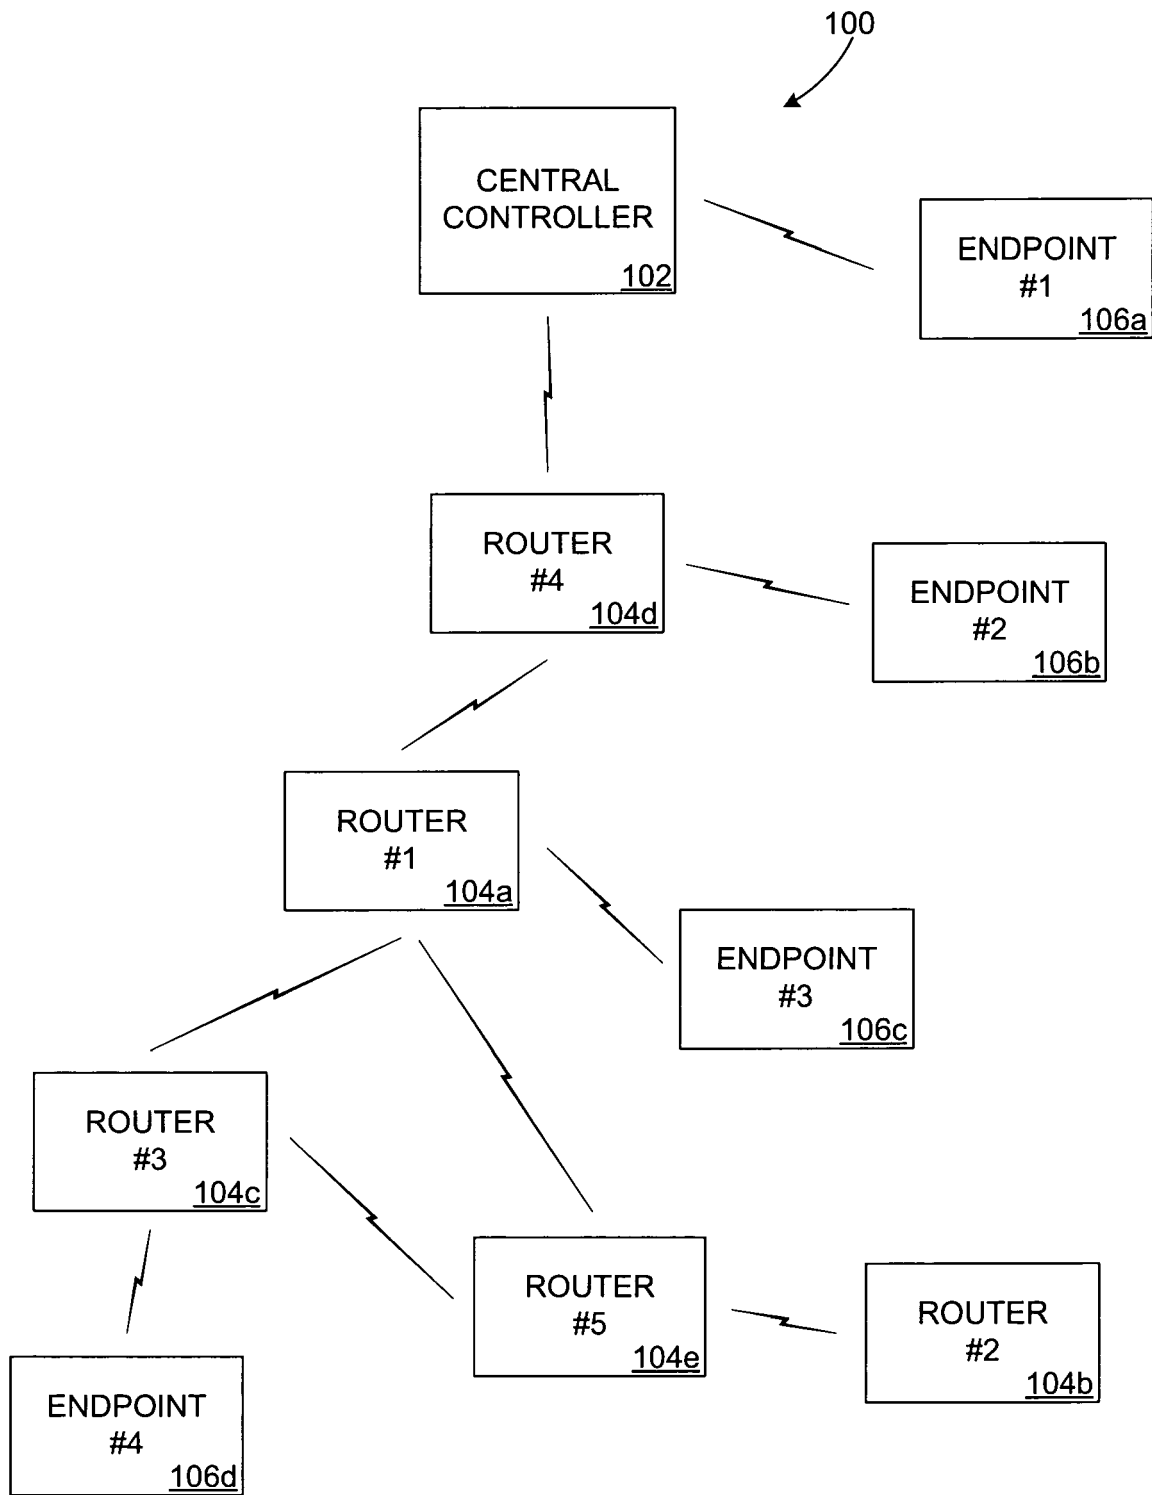 100
CENTRAL
CONTROLLER
102
ENDPOINT
#1
106a
ROUTER
#4
104d
ENDPOINT
#2
106b
ROUTER
#1
104a
ENDPOINT
#3
106c
ROUTER
#3
104c
ROUTER
#5
104e
ROUTER
#2
104b
ENDPOINT
#4
106d